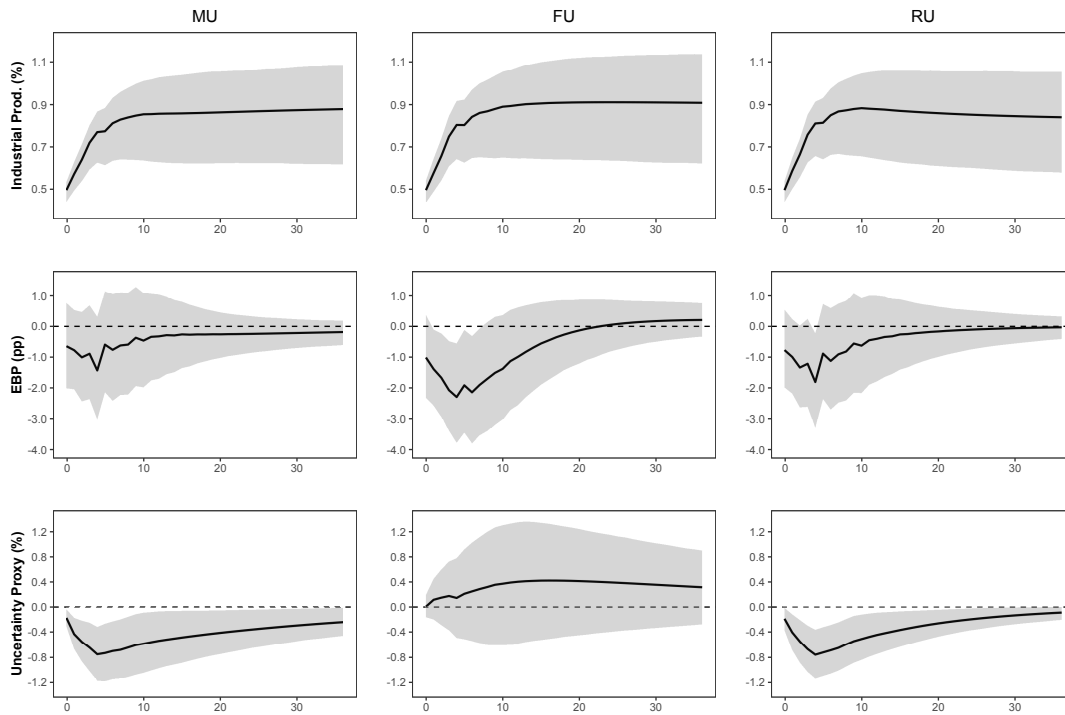 MU FU RU
Industrial Prod. (%)
1.1 1.1 1.1
0.9 0.9 0.9
0.7 0.7 0.7
0.5 0.5 0.5
0 10 20 30 0 10 20 30 0 10 20 30
EBP (pp)
1.0 1.0 1.0
0.0 0.0 0.0
-1.0 -1.0 -1.0
-2.0 -2.0 -2.0
-3.0 -3.0 -3.0
-4.0 -4.0 -4.0
0 10 20 30 0 10 20 30 0 10 20 30
Uncertainty Proxy (%)
1.2 1.2 1.2
0.8 0.8 0.8
0.4 0.4 0.4
0.0 0.0 0.0
-0.4 -0.4 -0.4
-0.8 -0.8 -0.8
-1.2 -1.2 -1.2
0 10 20 30 0 10 20 30 0 10 20 30